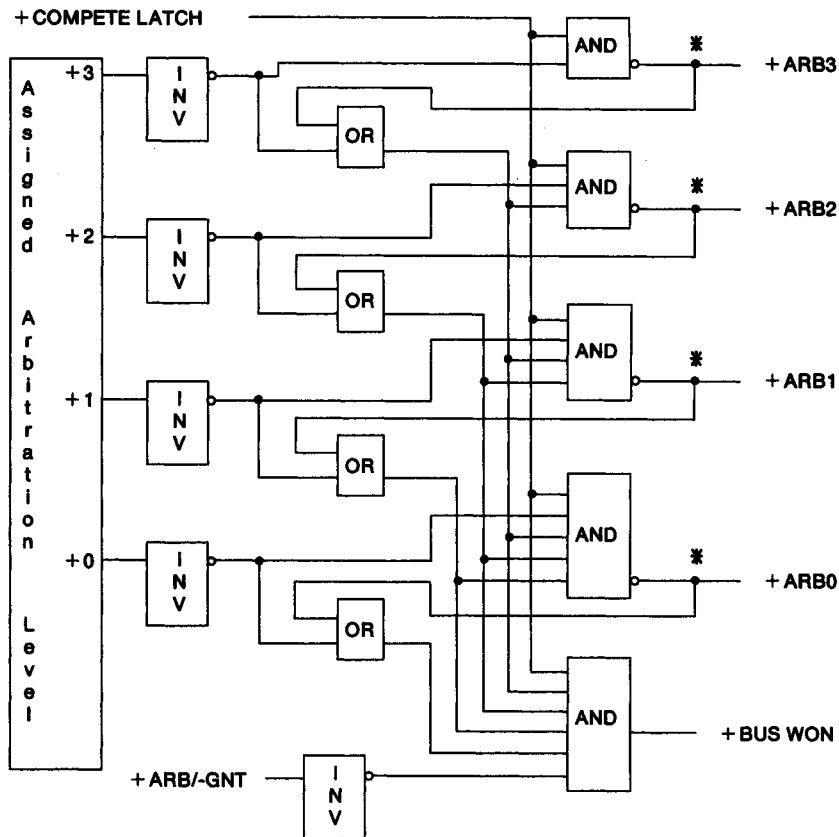 + COMPETE LATCH
AND
*
+ ARB3
+3
INV
OR
AND
*
+ ARB2
+2
INV
OR
AND
*
+ ARB1
+1
INV
OR
AND
*
+ ARB0
+0
INV
OR
AND
+ BUS WON
+ ARB/-GNT
INV
Assigned Arbitration Level